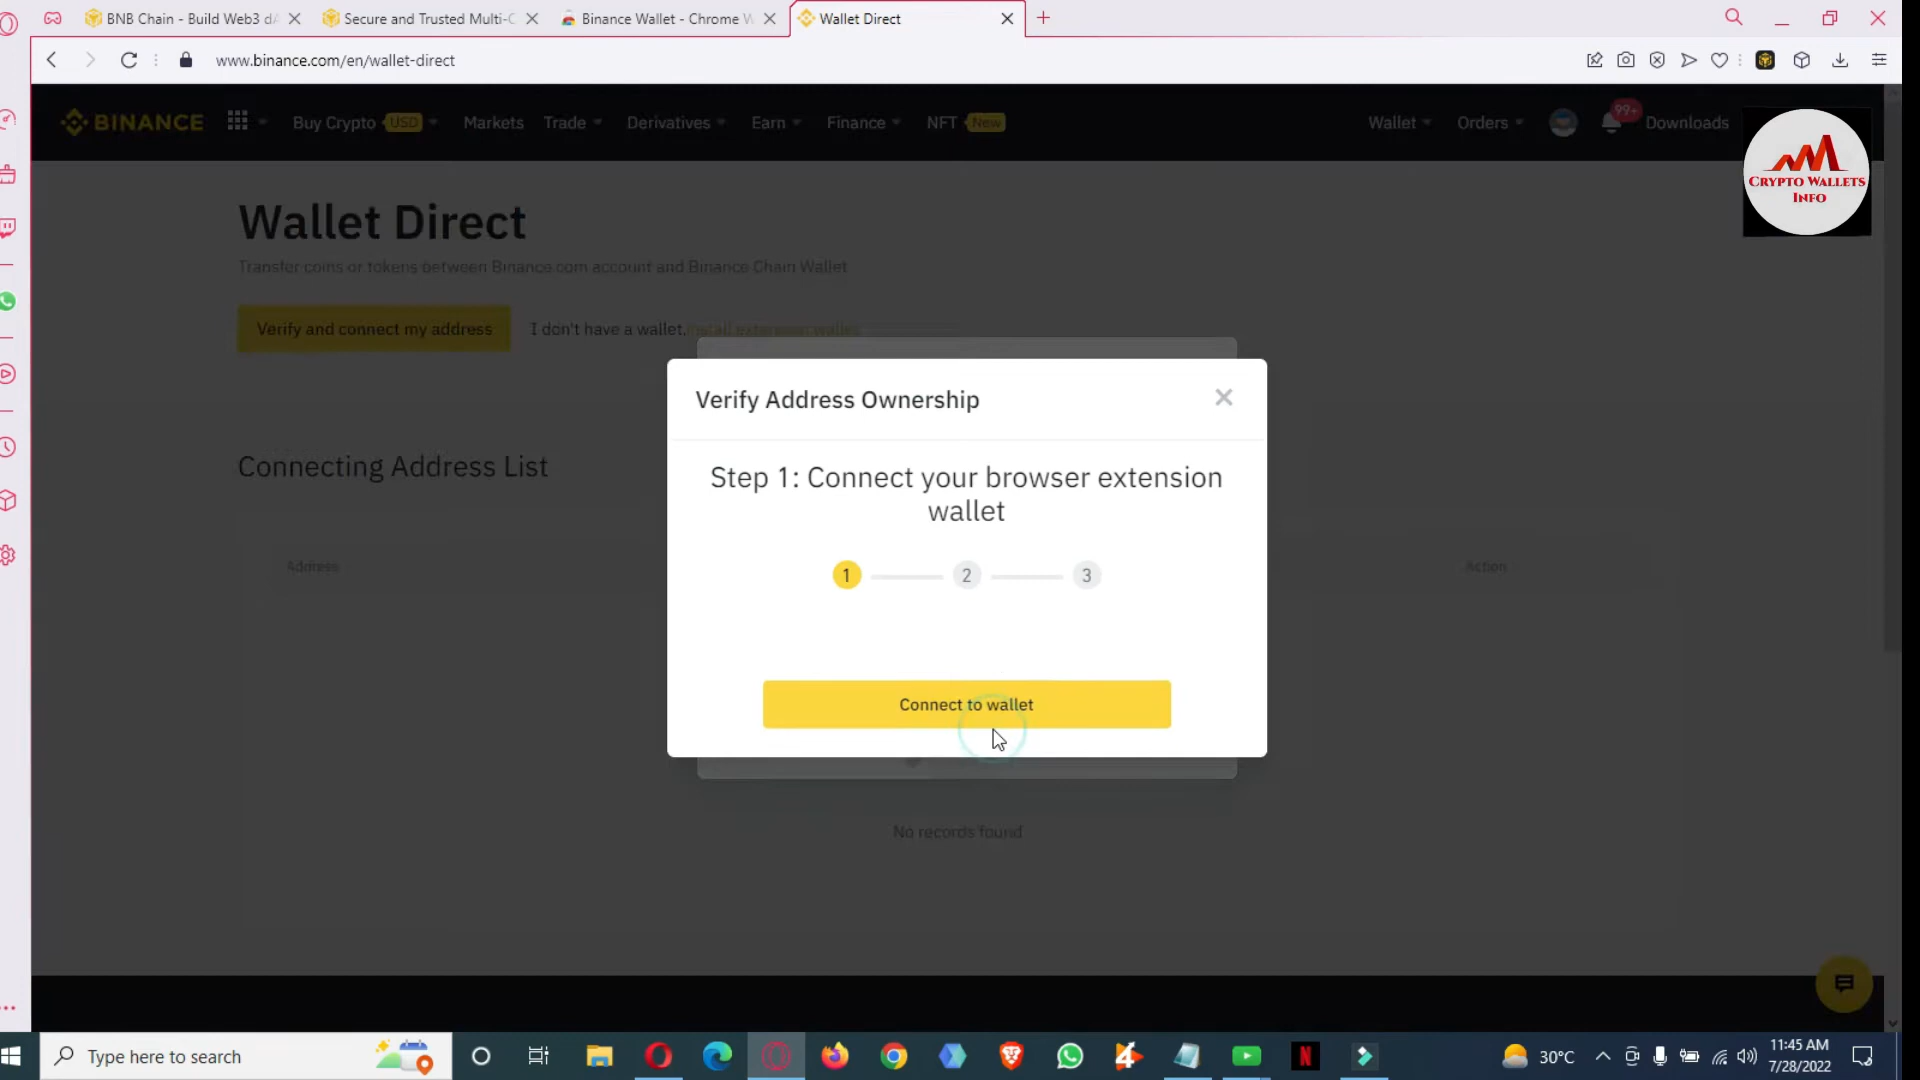 BNB Chain - Build Web3 dA
Secure and Trusted Multi-C
Binance Wallet - Chrome W
Wallet Direct
www.binance.com/en/wallet-direct
BINANCE
Buy Crypto USD
Markets
Trade
Derivatives
Earn
Finance
NFT New
Wallet
Orders
99+
Downloads
CRYPTO WALLETS
INFO
Wallet Direct
Transfer coins or tokens between Binance.com account and Binance Chain Wallet
Verify and connect my address
I don't have a wallet, install extension wallet
Verify Address Ownership
Step 1: Connect your browser extension
wallet
1
2
3
Connect to wallet
Connecting Address List
Address
Action
No records found
Type here to search
30°C
11:45 AM
7/28/2022